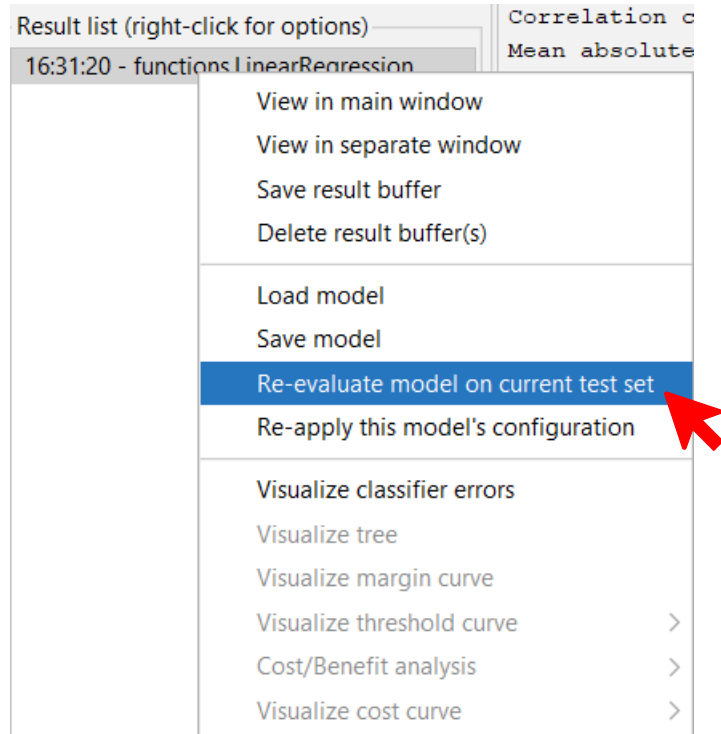 Result list (right-click for options)
Correlation c
Mean absolute
16:31:20 - functions.LinearRegression
View in main window
View in separate window
Save result buffer
Delete result buffer(s)
Load model
Save model
Re-evaluate model on current test set
Re-apply this model's configuration
Visualize classifier errors
Visualize tree
Visualize margin curve
Visualize threshold curve
Cost/Benefit analysis
Visualize cost curve